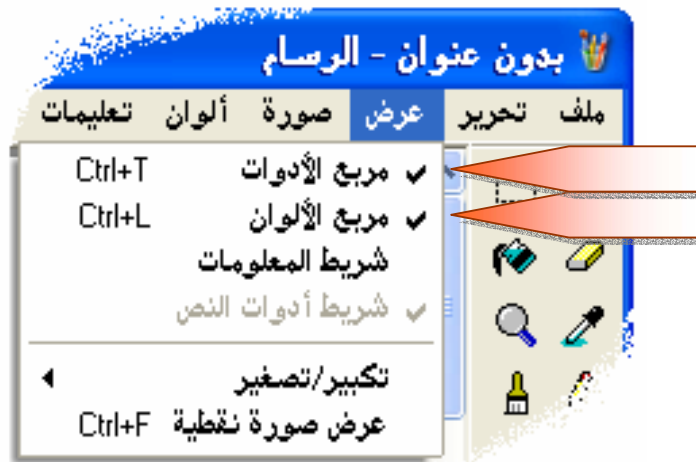 بدون عنوان - الرسام
ملف تحرير عرض صورة ألوان تعليمات
مربع الأدوات Ctrl+T
مربع الألوان Ctrl+L
شريط المعلومات
شريط أدوات النص
تكبير/تصغير
عرض صورة نقطية Ctrl+F